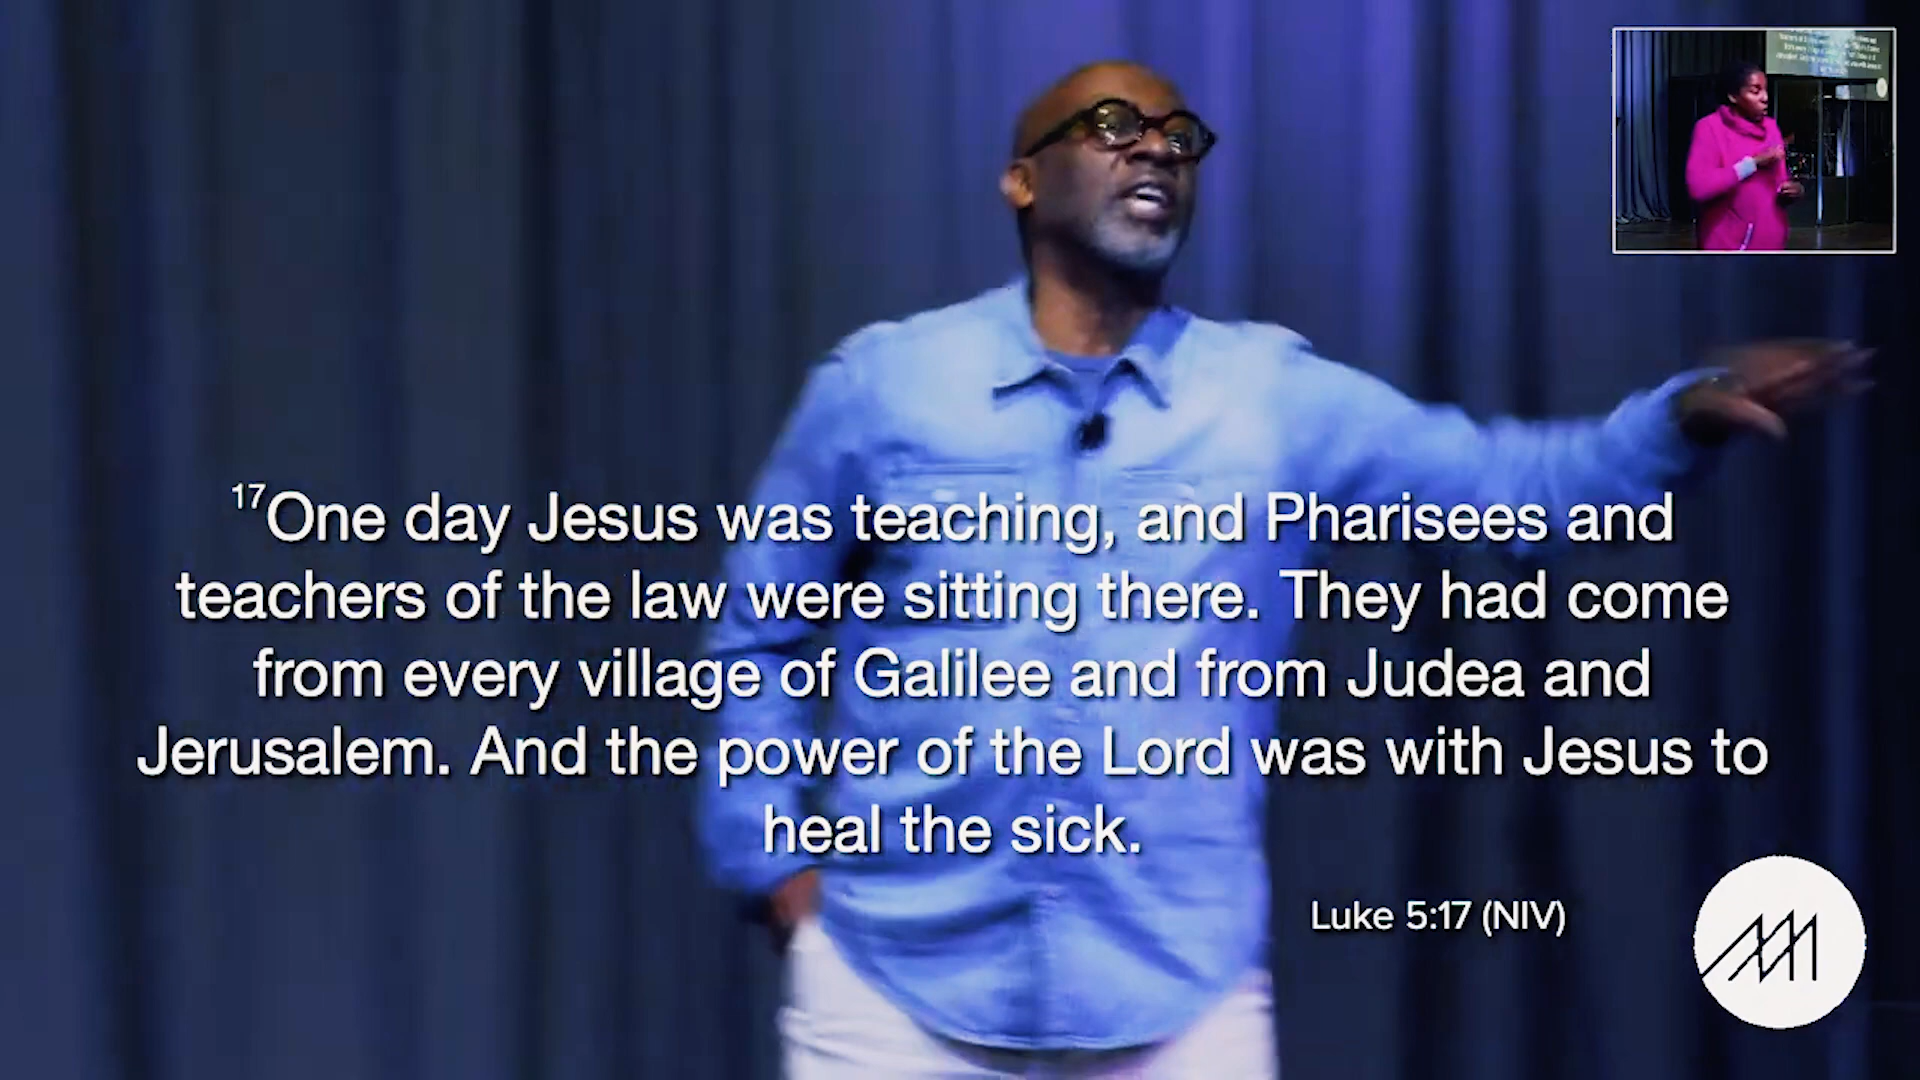 17One day Jesus was teaching, and Pharisees and
teachers of the law were sitting there. They had come
from every village of Galilee and from Judea and
Jerusalem. And the power of the Lord was with Jesus to
heal the sick.
Luke 5:17 (NIV)